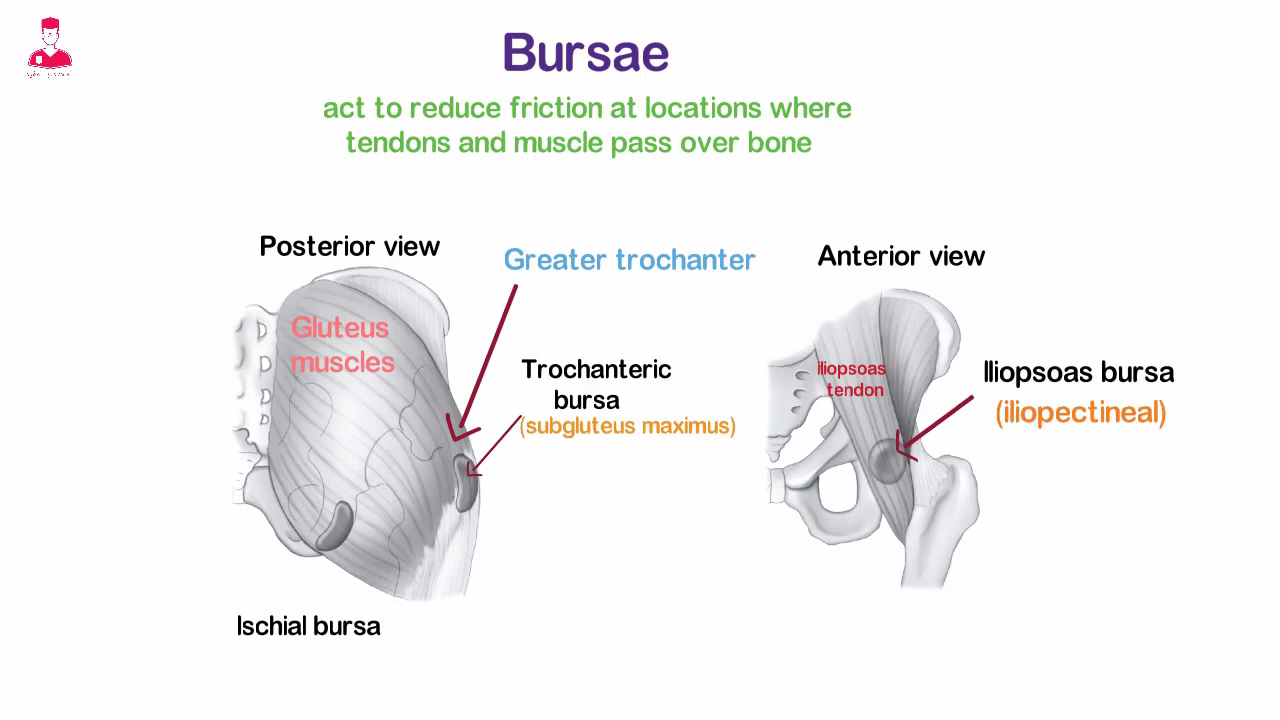 Bursae
act to reduce friction at locations where
tendons and muscle pass over bone
Posterior view
Greater trochanter
Anterior view
Gluteus
muscles
Trochanteric
bursa
(subgluteus maximus)
iliopsoas
tendon
Iliopsoas bursa
(iliopectineal)
Ischial bursa